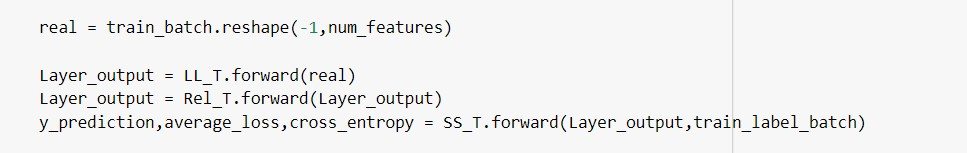 real = train_batch.reshape(-1,num_features)
Layer_output = LL_T.forward(real)
Layer_output = Rel_T.forward(Layer_output)
y_prediction,average_loss,cross_entropy = SS_T.forward(Layer_output,train_label_batch)